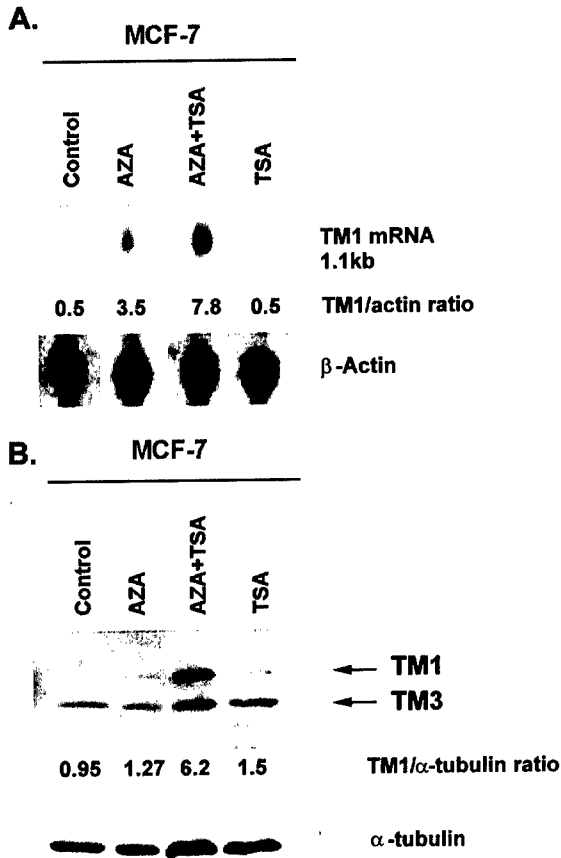 A.
MCF-7
Control AZA AZA+TSA TSA
TM1 mRNA
1.1kb
0.5 3.5 7.8 0.5 TM1/actin ratio
β-Actin
B.
MCF-7
Control AZA AZA+TSA TSA
TM1
TM3
0.95 1.27 6.2 1.5 TM1/α-tubulin ratio
α-tubulin